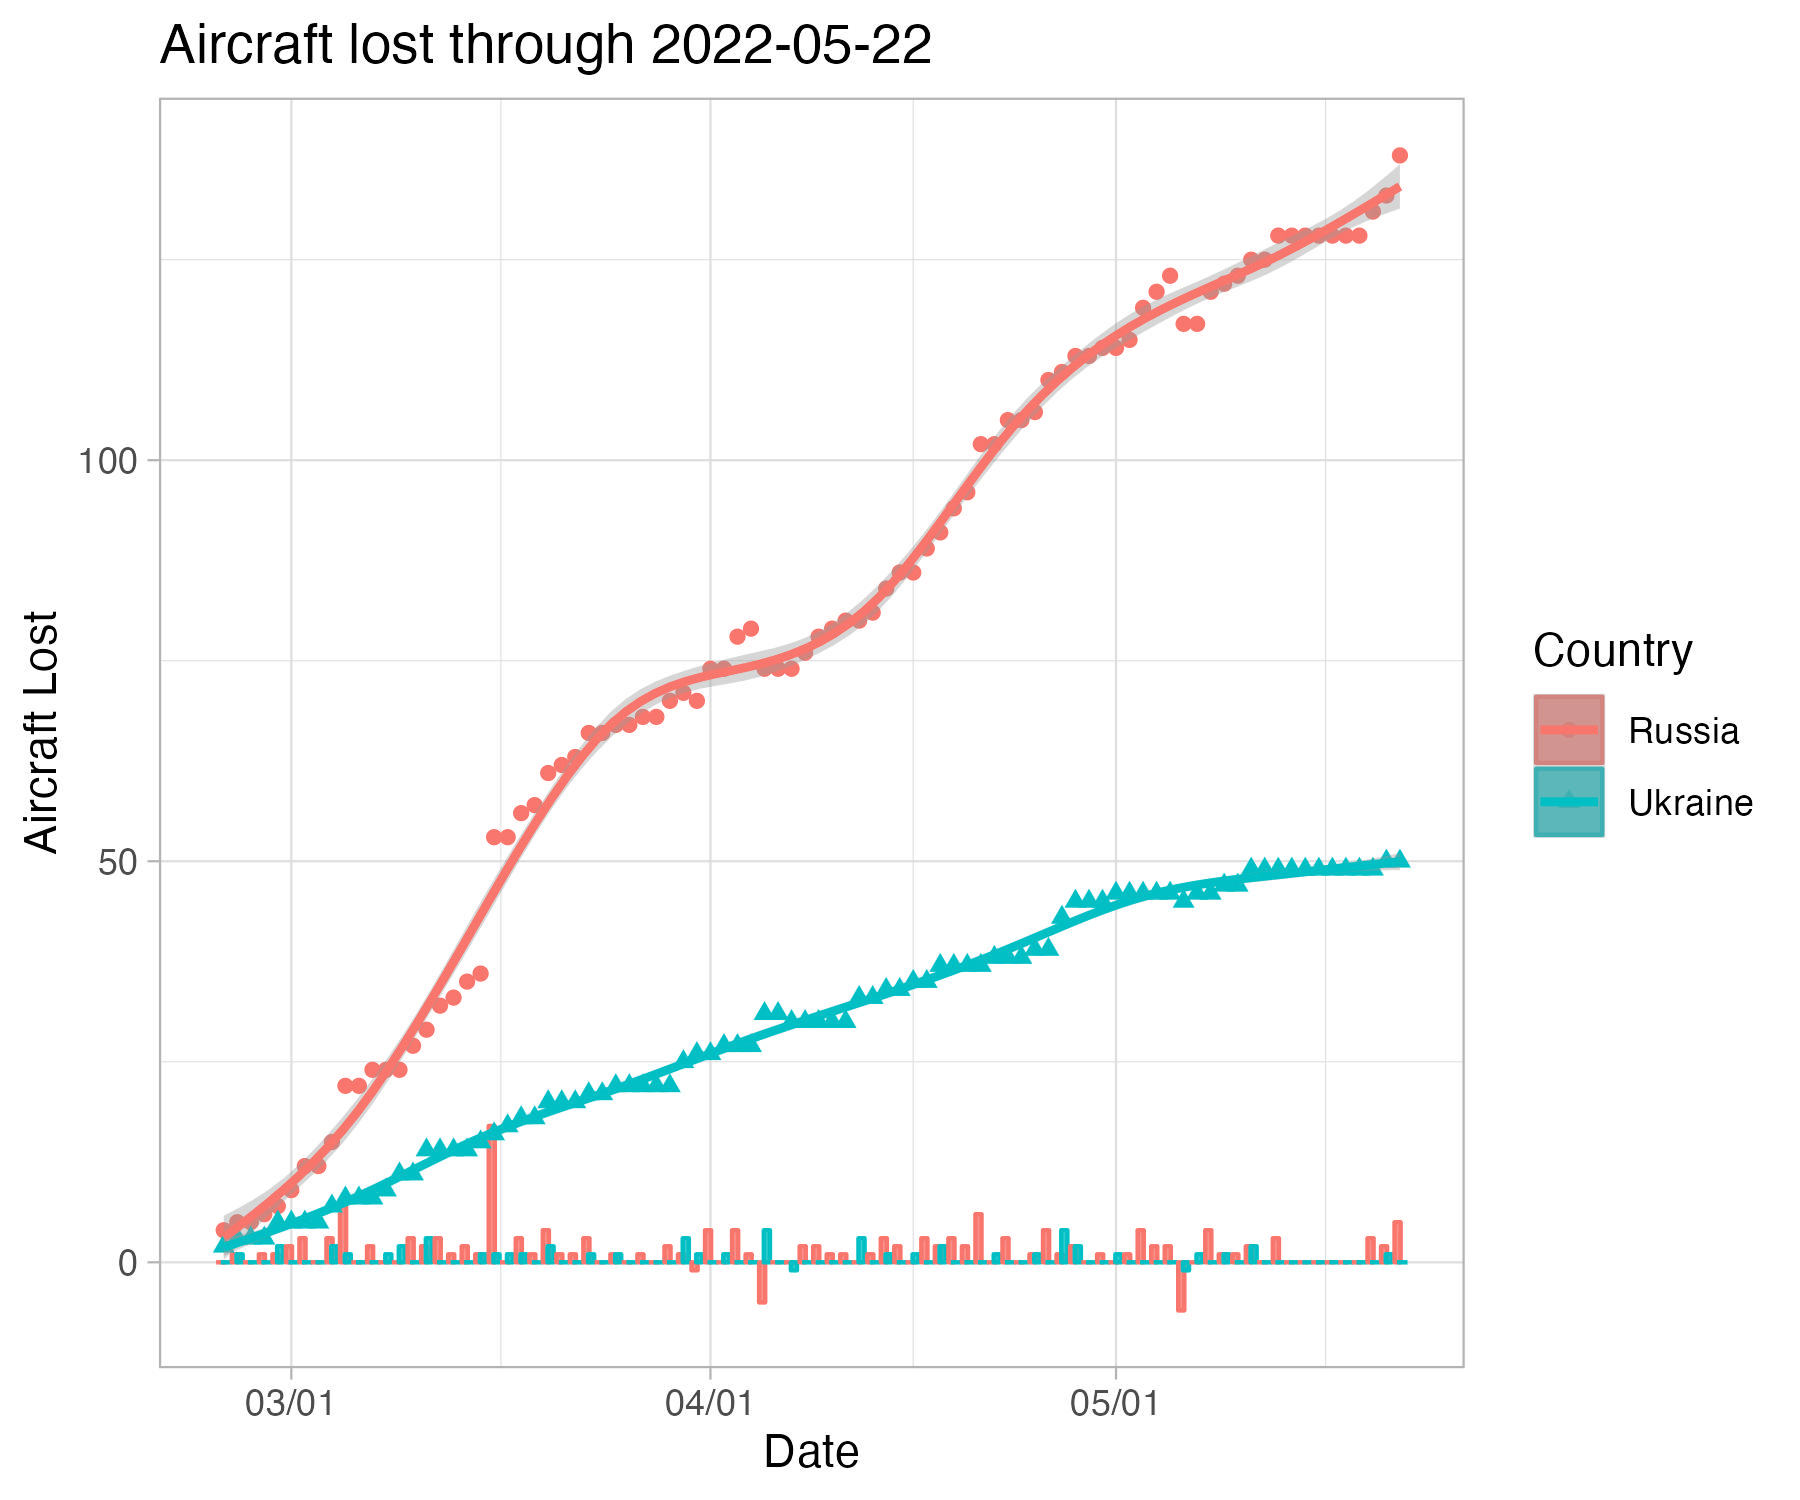 Aircraft lost through 2022-05-22
Aircraft Lost
100
50
0
03/01
04/01
05/01
Date
Country
Russia
Ukraine